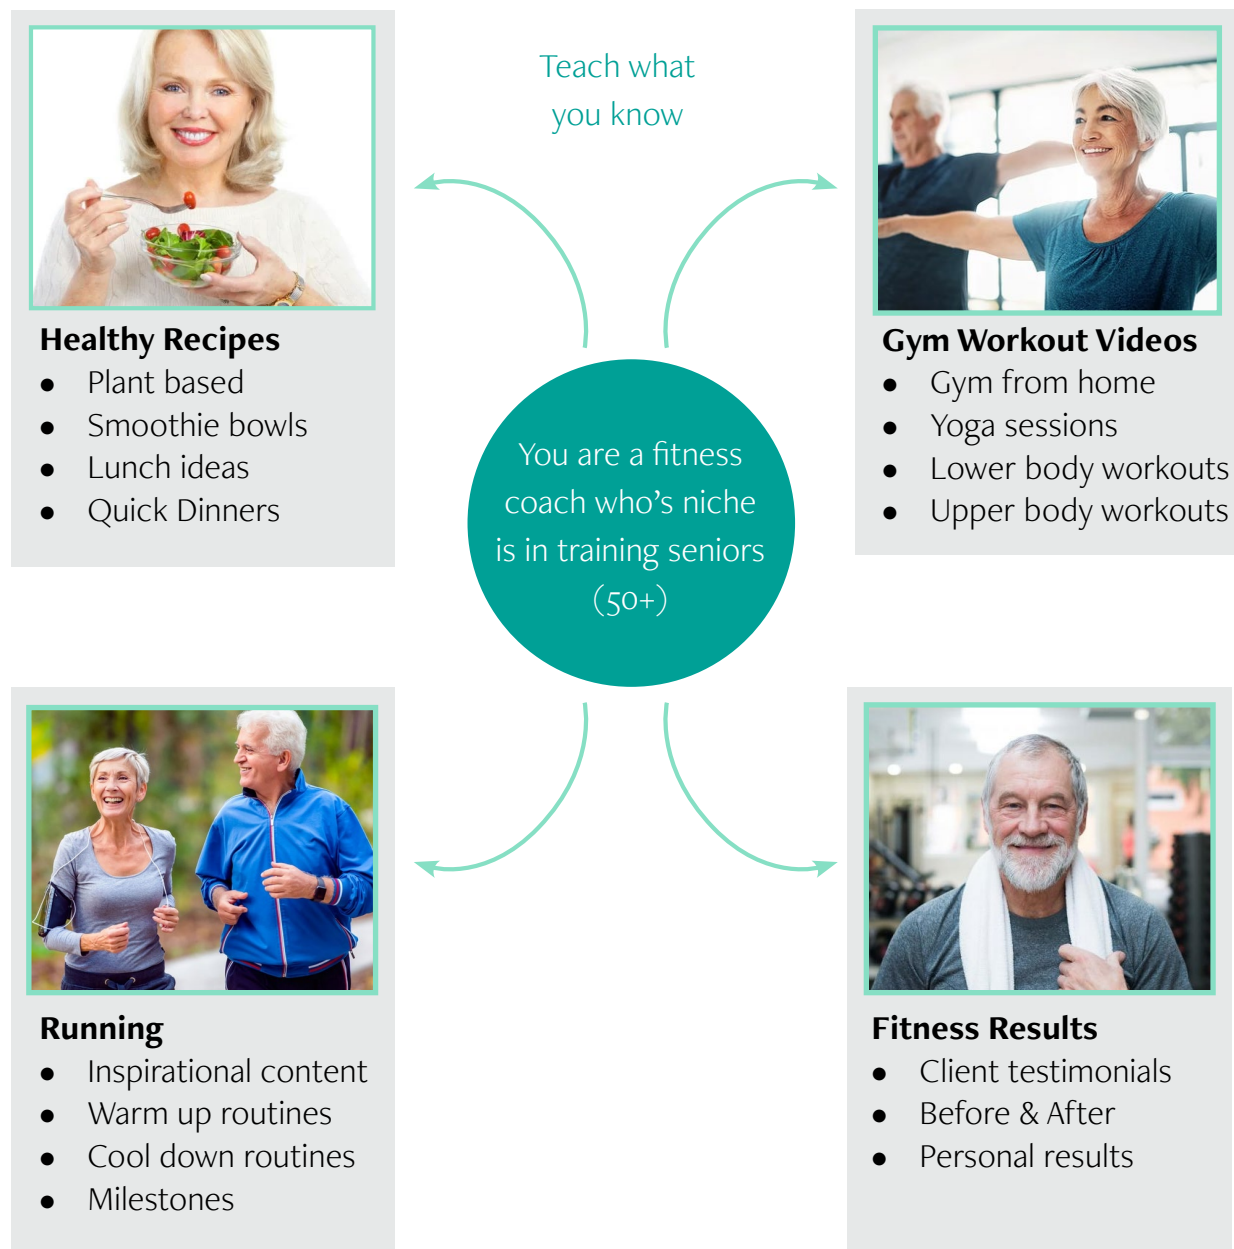 Teach what
you know
Healthy Recipes
● Plant based
● Smoothie bowls
● Lunch ideas
● Quick Dinners
Gym Workout Videos
● Gym from home
● Yoga sessions
● Lower body workouts
● Upper body workouts
You are a fitness
coach who’s niche
is in training seniors
(50+)
Running
● Inspirational content
● Warm up routines
● Cool down routines
● Milestones
Fitness Results
● Client testimonials
● Before & After
● Personal results